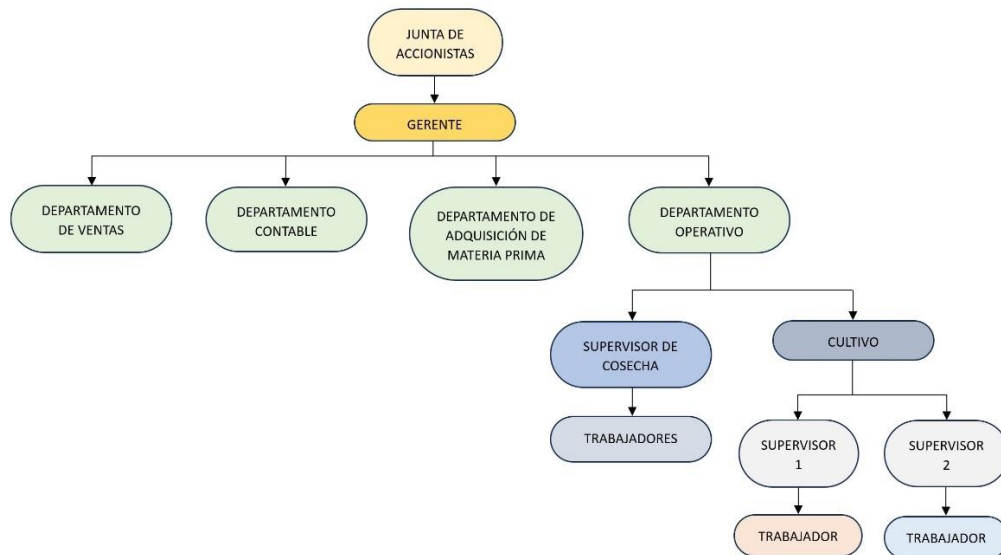 JUNTA DE
ACCIONISTAS
GERENTE
DEPARTAMENTO
DE VENTAS
DEPARTAMENTO
CONTABLE
DEPARTAMENTO DE
ADQUISICIÓN DE
MATERIA PRIMA
DEPARTAMENTO
OPERATIVO
SUPERVISOR DE
COSECHA
CULTIVO
TRABAJADORES
SUPERVISOR
1
SUPERVISOR
2
TRABAJADOR
TRABAJADOR